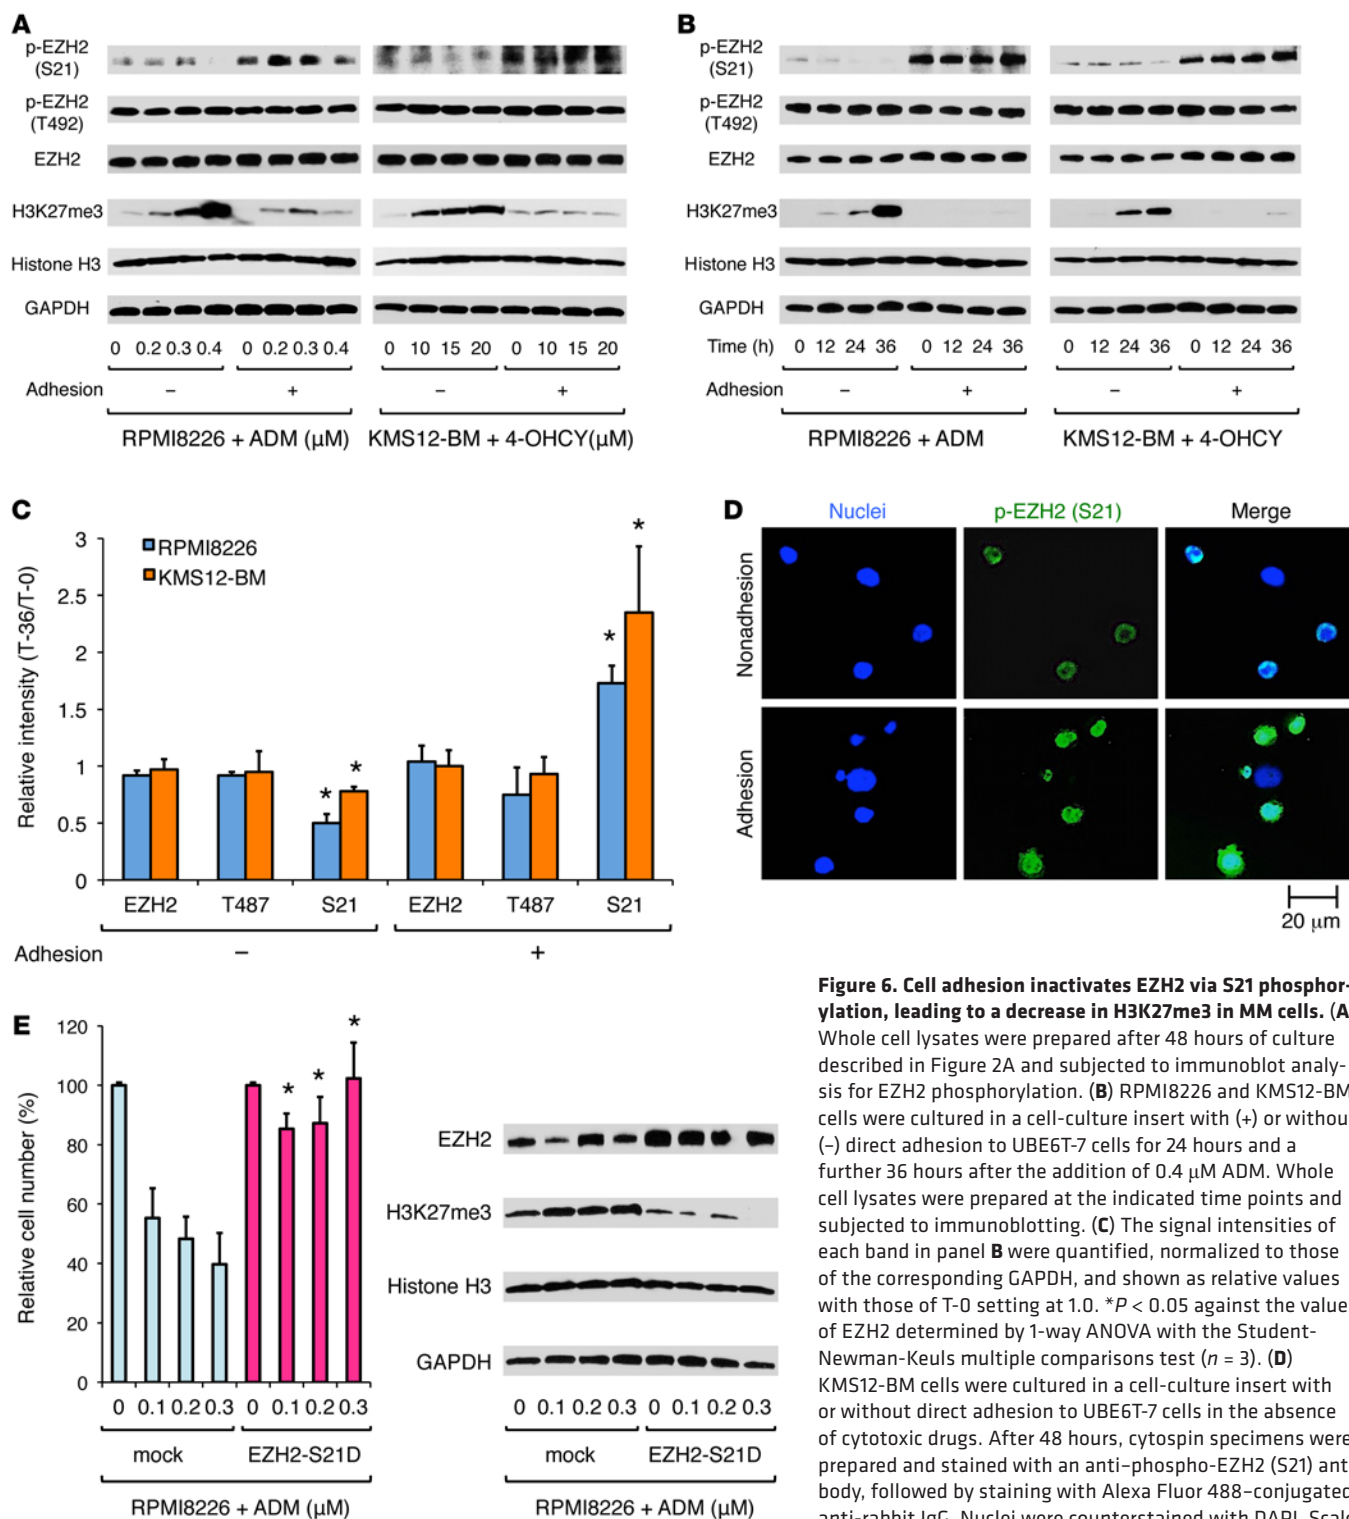 A
p-EZH2
(S21)
p-EZH2
(T492)
EZH2
H3K27me3
Histone H3
GAPDH
0 0.2 0.3 0.4 0 0.2 0.3 0.4 0 10 15 20 0 10 15 20
Adhesion − + − +
RPMI8226 + ADM (μM) KMS12-BM + 4-OHCY(μM)
B
p-EZH2
(S21)
p-EZH2
(T492)
EZH2
H3K27me3
Histone H3
GAPDH
Time (h) 0 12 24 36 0 12 24 36 0 12 24 36 0 12 24 36
Adhesion − + − +
RPMI8226 + ADM KMS12-BM + 4-OHCY
C
Relative intensity (T-36/T-0)
3
2.5
2
1.5
1
0.5
0
RPMI8226
KMS12-BM
* * * *
EZH2 T487 S21 EZH2 T487 S21
Adhesion − +
D
Nuclei p-EZH2 (S21) Merge
Nonadhesion
Adhesion
20 μm
E
Relative cell number (%)
120
100
80
60
40
20
0
* * *
0 0.1 0.2 0.3 0 0.1 0.2 0.3
mock EZH2-S21D
RPMI8226 + ADM (μM)
EZH2
H3K27me3
Histone H3
GAPDH
0 0.1 0.2 0.3 0 0.1 0.2 0.3
mock EZH2-S21D
RPMI8226 + ADM (μM)
Figure 6. Cell adhesion inactivates EZH2 via S21 phosphor-
ylation, leading to a decrease in H3K27me3 in MM cells. (A
Whole cell lysates were prepared after 48 hours of culture
described in Figure 2A and subjected to immunoblot analy-
sis for EZH2 phosphorylation. (B) RPMI8226 and KMS12-BM
cells were cultured in a cell-culture insert with (+) or withou
(–) direct adhesion to UBE6T-7 cells for 24 hours and a
further 36 hours after the addition of 0.4 μM ADM. Whole
cell lysates were prepared at the indicated time points and
subjected to immunoblotting. (C) The signal intensities of
each band in panel B were quantified, normalized to those
of the corresponding GAPDH, and shown as relative values
with those of T-0 setting at 1.0. *P < 0.05 against the value
of EZH2 determined by 1-way ANOVA with the Student-
Newman-Keuls multiple comparisons test (n = 3). (D)
KMS12-BM cells were cultured in a cell-culture insert with
or without direct adhesion to UBE6T-7 cells in the absence
of cytotoxic drugs. After 48 hours, cytospin specimens were
prepared and stained with an anti–phospho-EZH2 (S21) ant
body, followed by staining with Alexa Fluor 488–conjugated
anti-rabbit IgG. Nuclei were counterstained with DAPI. Scale